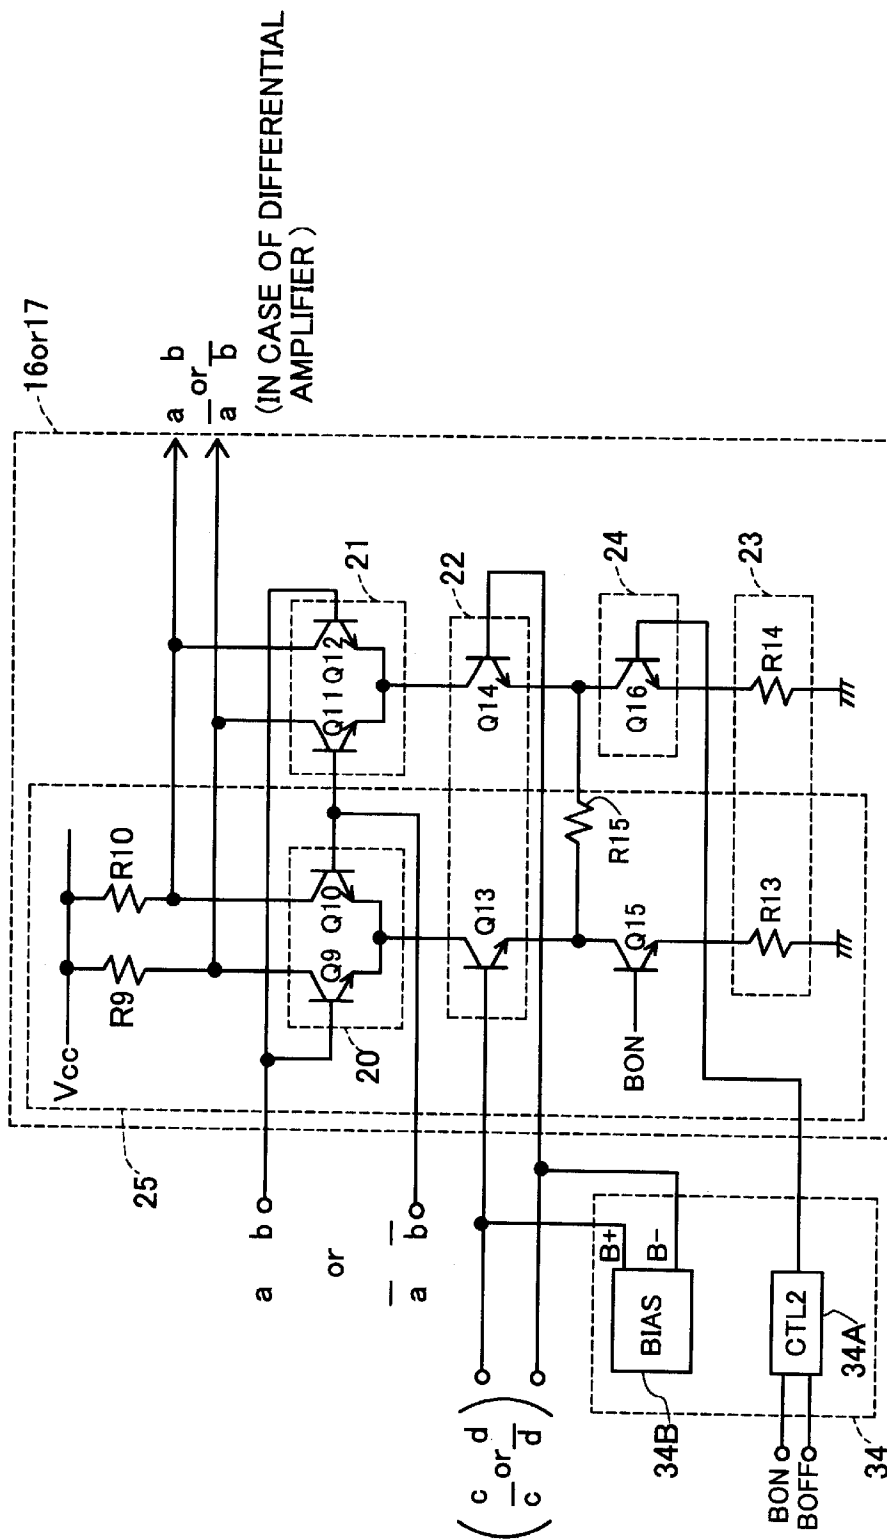 16or17
a or b
a̅ b̅
(IN CASE OF DIFFERENTIAL
AMPLIFIER)
25
Vcc
R9
R10
Q9
Q10
20
Q11
Q12
21
a b
or
a̅ b̅
Q13
Q14
22
R15
BON
Q15
Q16
24
R13
R14
23
( c or d
c̅ d̅ )
B+
B-
BIAS
34B
CTL2
34A
BON
BOFF
34